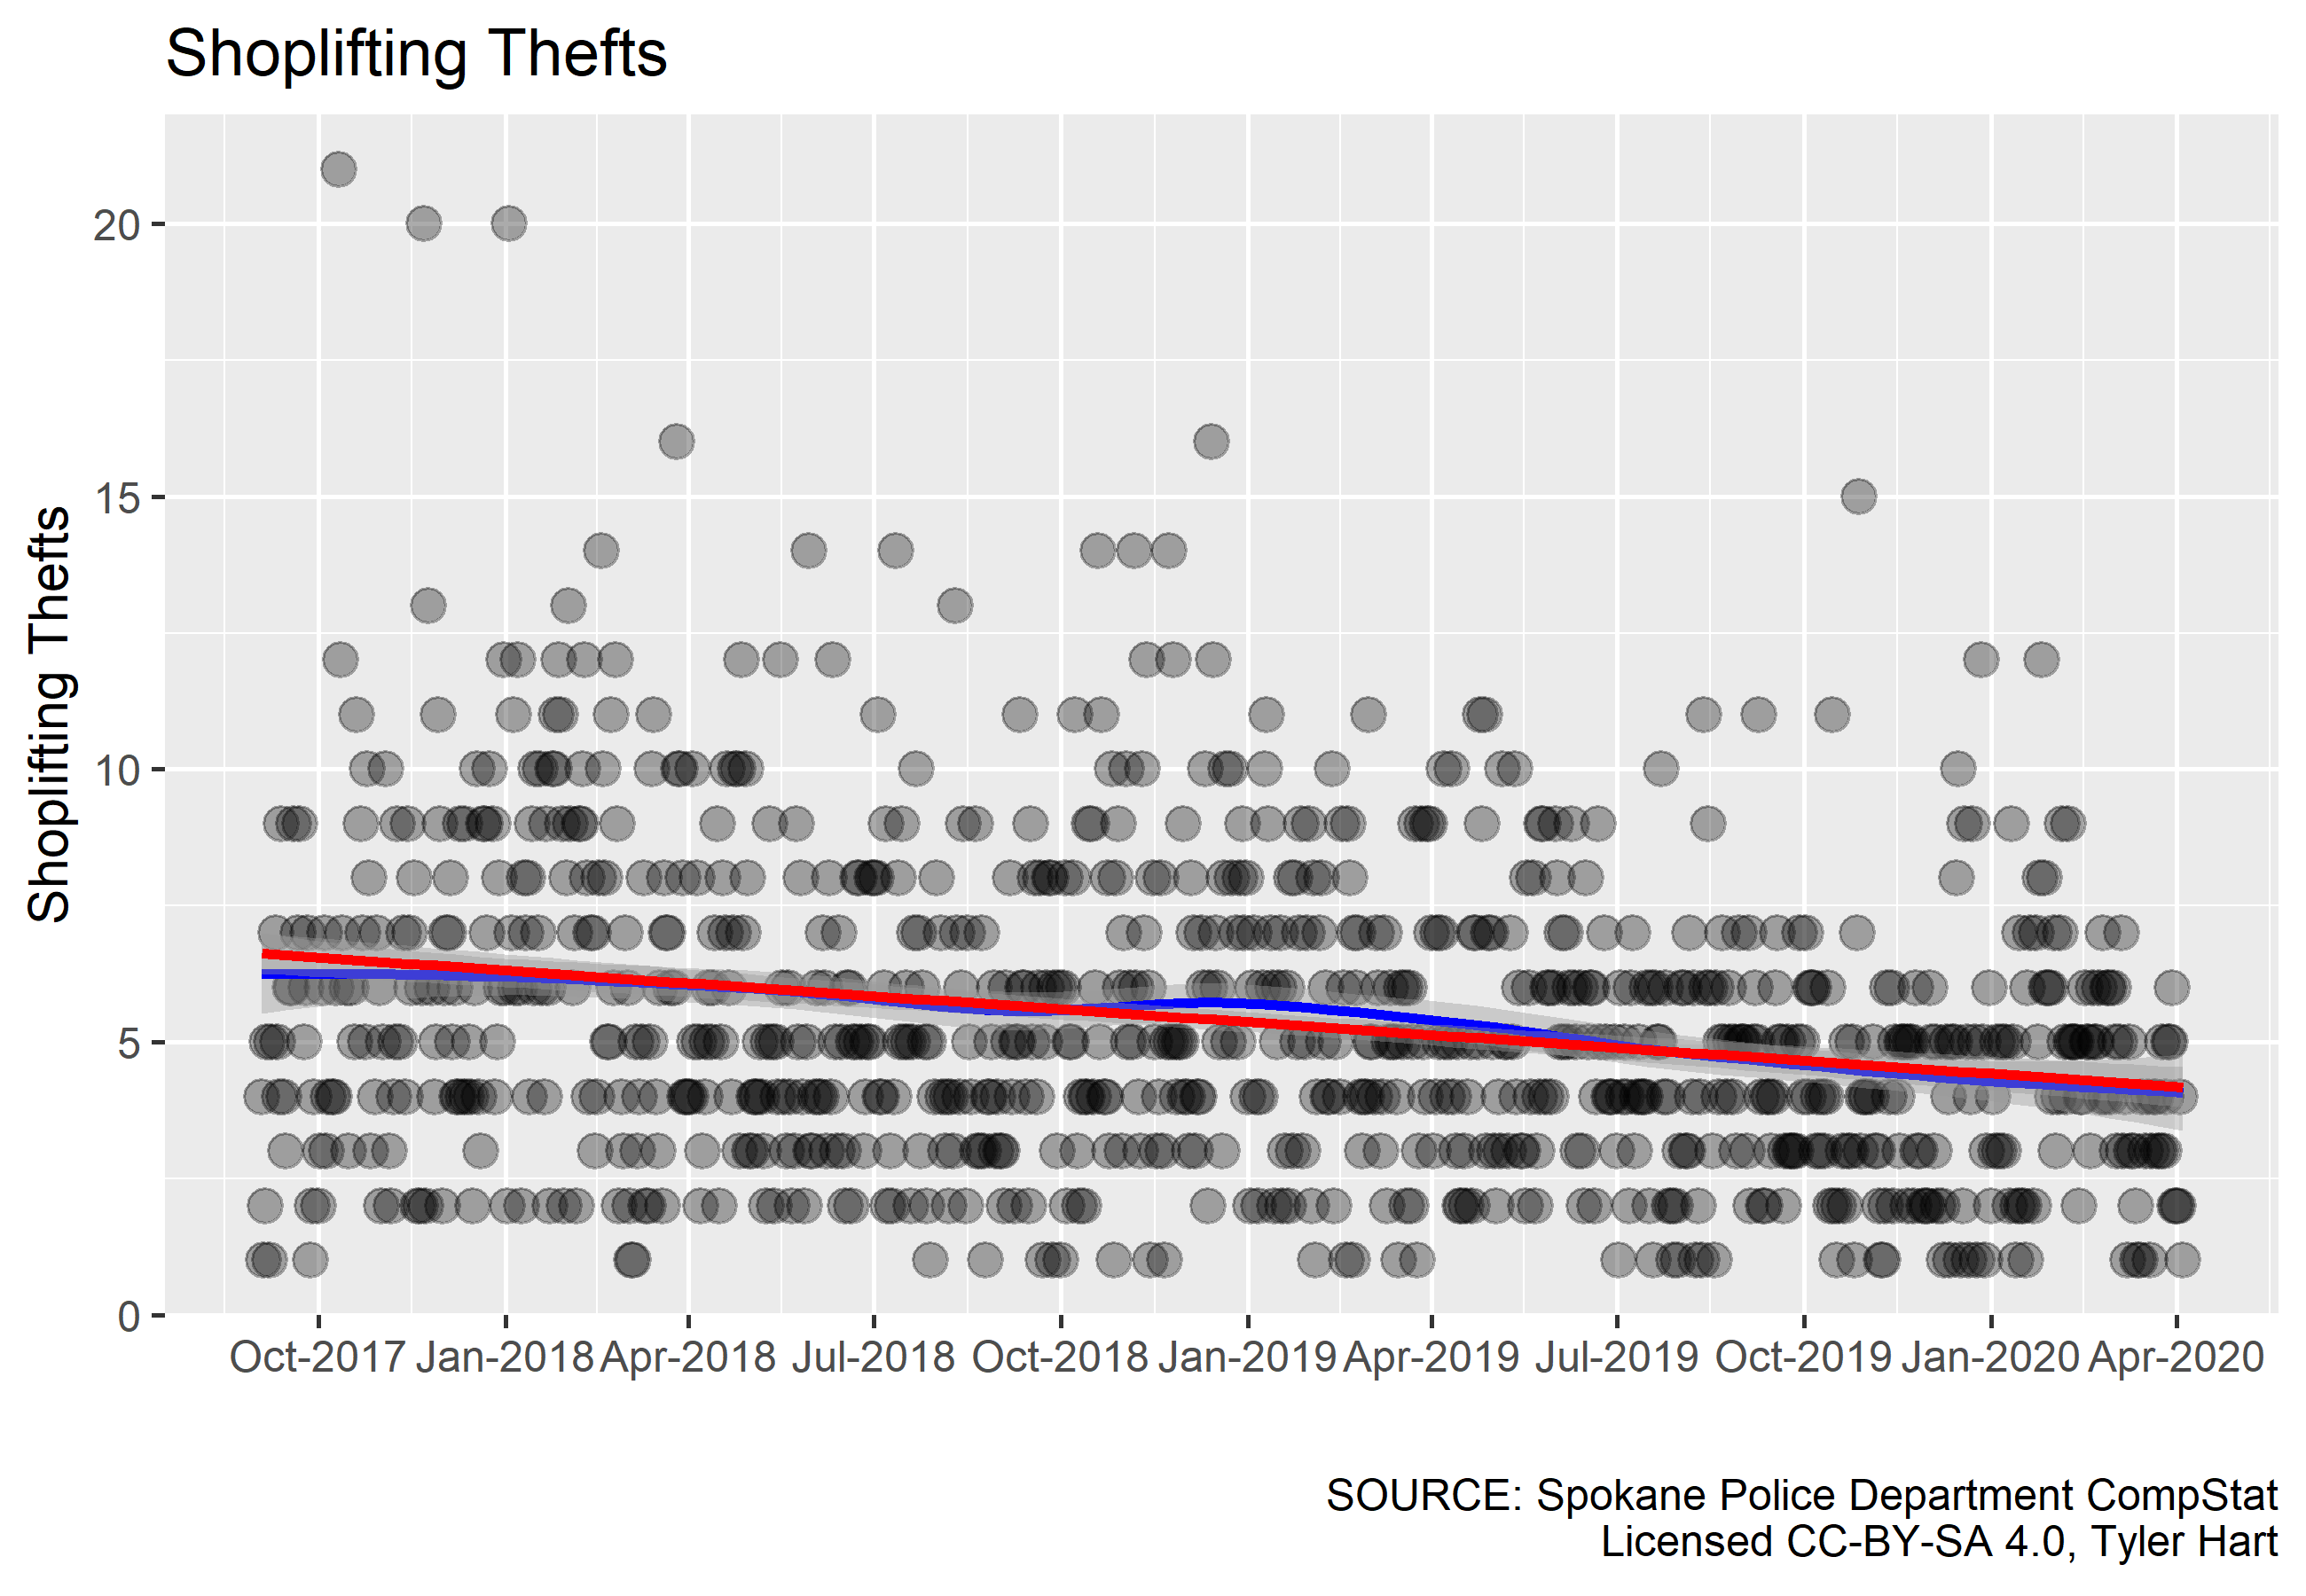 Shoplifting Thefts
Shoplifting Thefts
20
15
10
5
0
Oct-2017 Jan-2018 Apr-2018 Jul-2018 Oct-2018 Jan-2019 Apr-2019 Jul-2019 Oct-2019 Jan-2020 Apr-2020
SOURCE: Spokane Police Department CompStat
Licensed CC-BY-SA 4.0, Tyler Hart